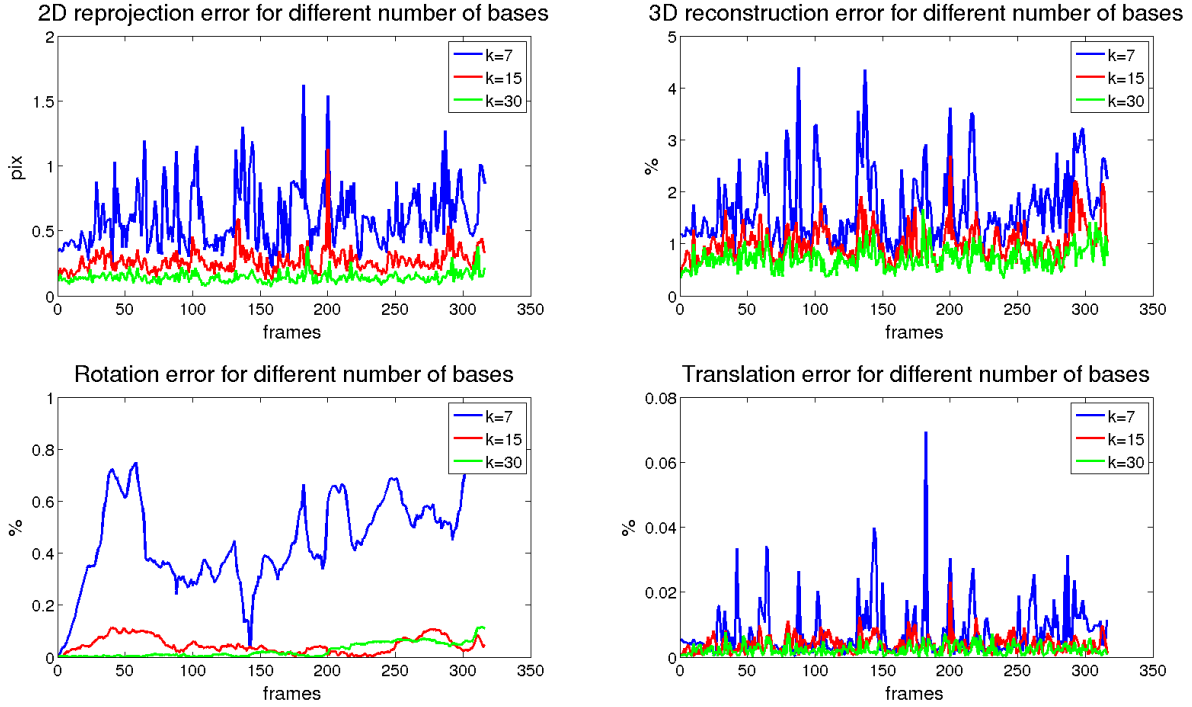 2D reprojection error for different number of bases
2
1.5
1
0.5
0
pix
0
50
100
150
200
250
300
350
frames
k=7
k=15
k=30
3D reconstruction error for different number of bases
5
4
3
2
1
0
%
0
50
100
150
200
250
300
350
frames
k=7
k=15
k=30
Rotation error for different number of bases
1
0.8
0.6
0.4
0.2
0
%
0
50
100
150
200
250
300
350
frames
k=7
k=15
k=30
Translation error for different number of bases
0.08
0.06
0.04
0.02
0
%
0
50
100
150
200
250
300
350
frames
k=7
k=15
k=30